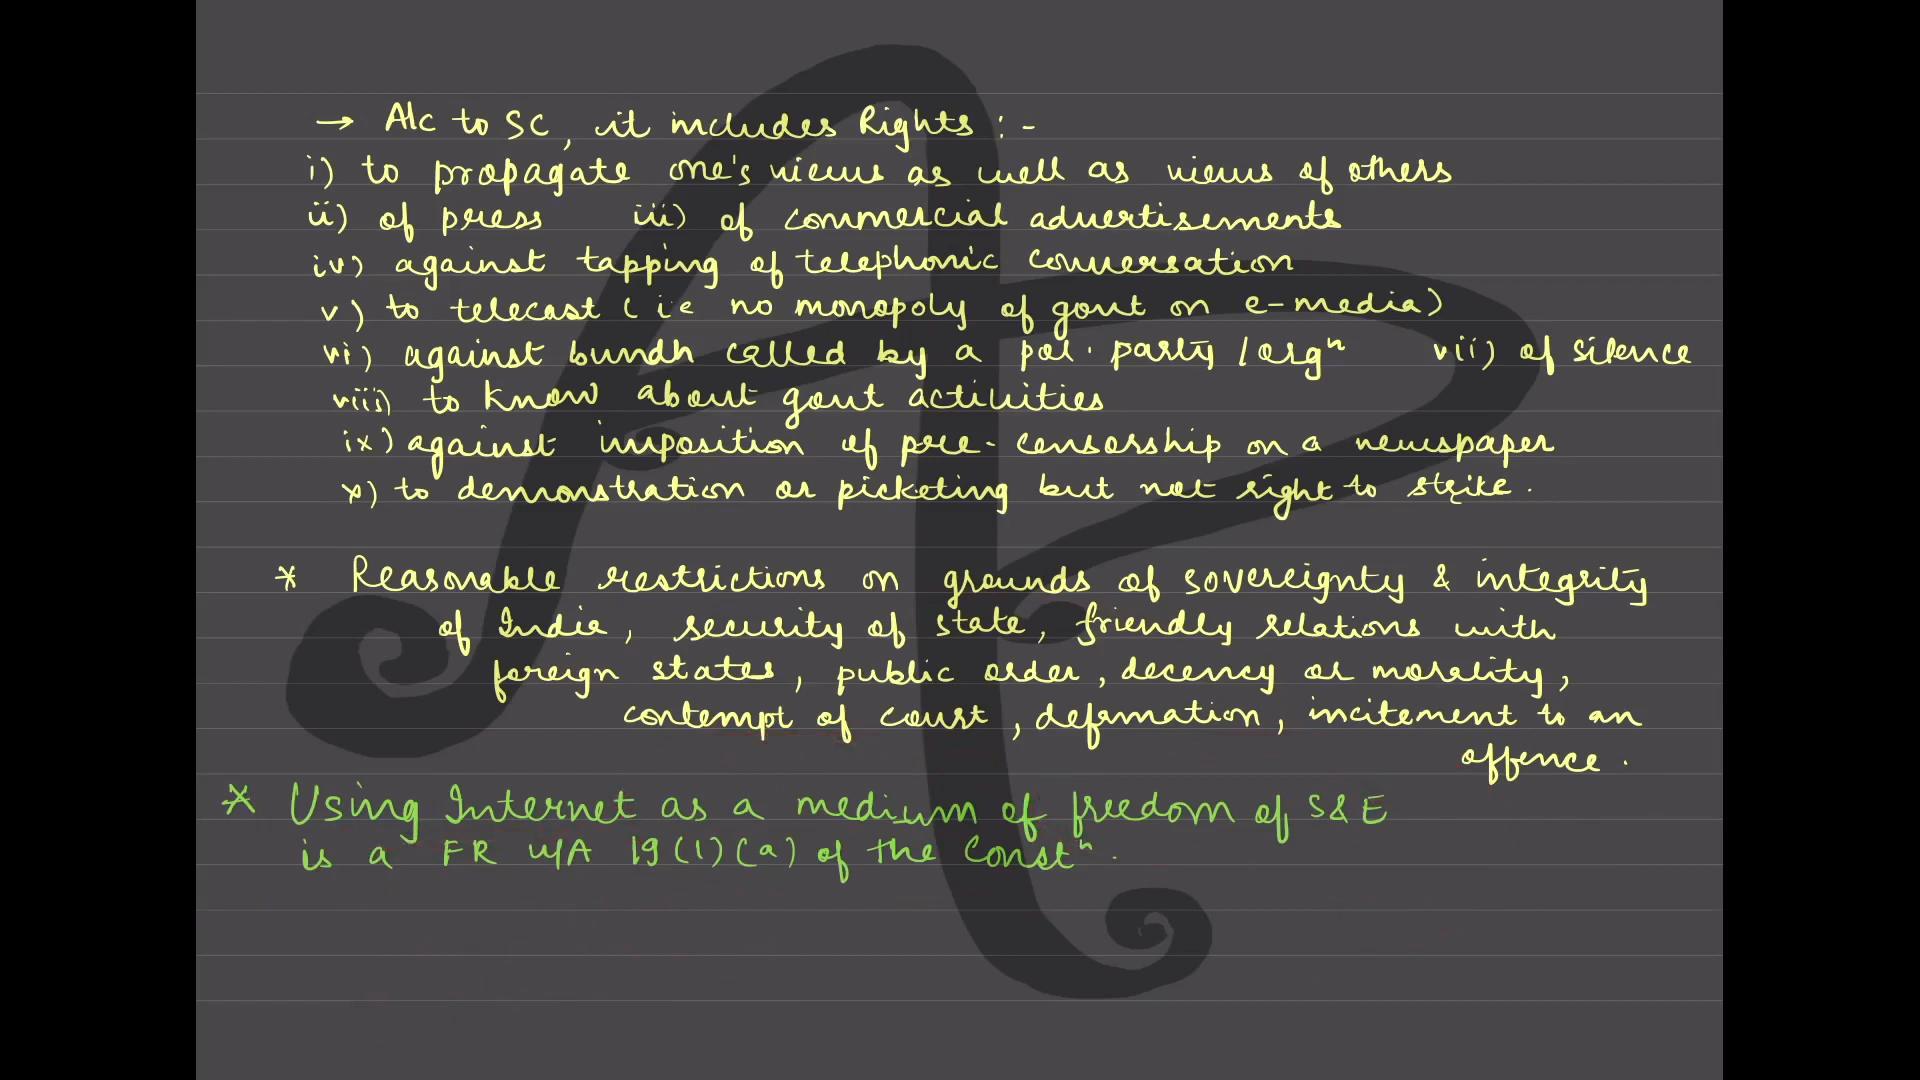 → A/c to SC, it includes Rights :-
i) to propagate one's views as well as views of others
ii) of press iii) of commercial advertisements
iv) against tapping of telephonic conversation
v) to telecast (ie no monopoly of govt on e-media)
vi) against bundh called by a pol. party / orgⁿ vii) of silence
viii) to know about govt activities
ix) against imposition of pre-censorship on a newspaper
x) to demonstration or picketing but not right to strike.
* Reasonable restrictions on grounds of sovereignty & integrity
of India, security of state, friendly relations with
foreign states, public order, decency or morality,
contempt of court, defamation, incitement to an
offence.
* Using Internet as a medium of freedom of S&E
is a FR u/A 19(1)(a) of the Constⁿ.